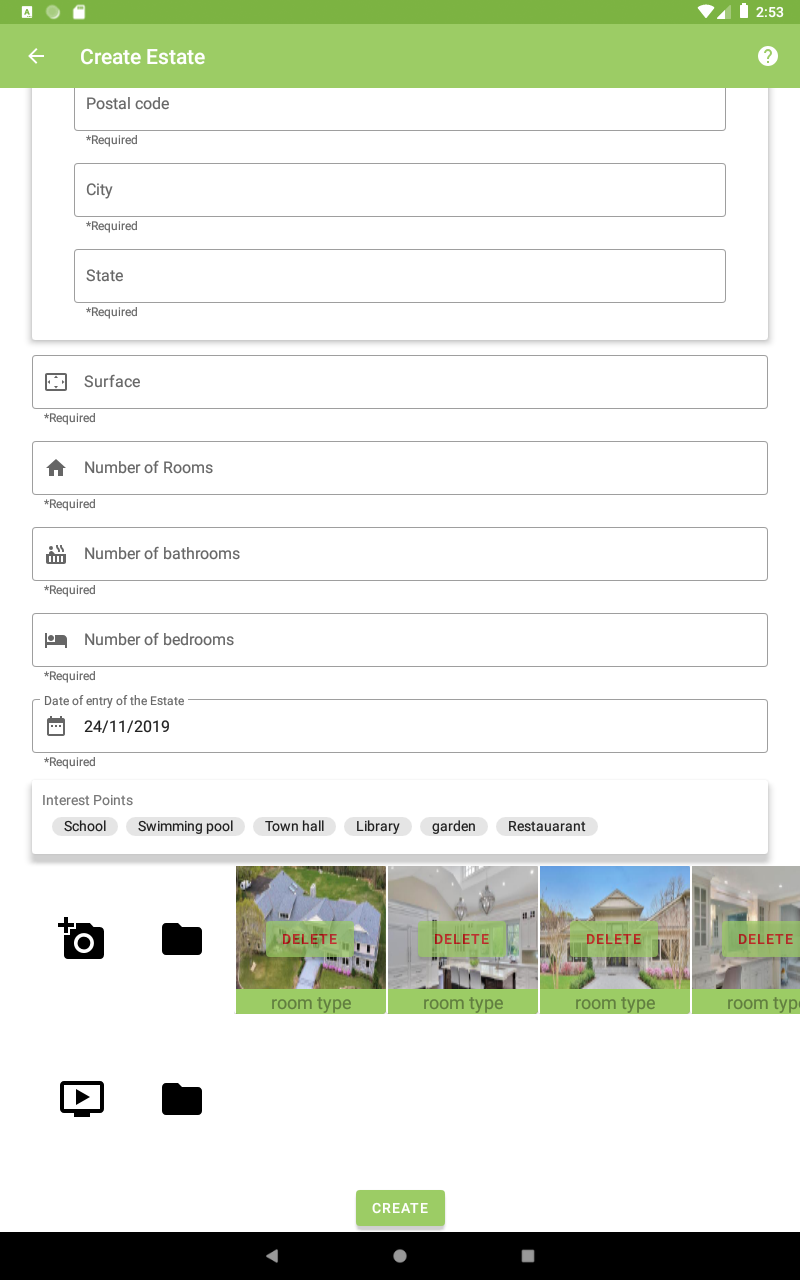 2:53
Create Estate
Postal code
*Required
City
*Required
State
*Required
Surface
*Required
Number of Rooms
*Required
Number of bathrooms
*Required
Number of bedrooms
*Required
Date of entry of the Estate
24/11/2019
*Required
Interest Points
School Swimming pool Town hall Library garden Restauarant
DELETE DELETE DELETE DELETE
room type room type room type room type
CREATE